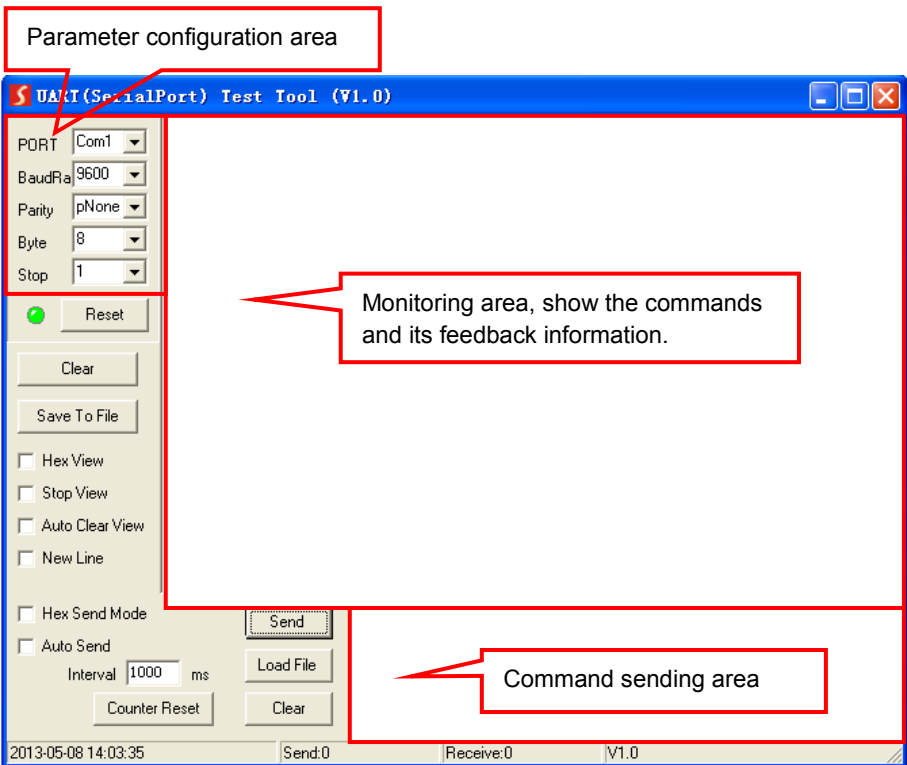 Parameter configuration area
UART(SerialPort) Test Tool (V1.0)
PORT Com1
BaudRa 9600
Parity pNone
Byte 8
Stop 1
Reset
Monitoring area, show the commands
and its feedback information.
Clear
Save To File
Hex View
Stop View
Auto Clear View
New Line
Hex Send Mode
Send
Auto Send
Interval 1000 ms
Load File
Command sending area
Counter Reset
Clear
2013-05-08 14:03:35 Send:0 Receive:0 V1.0